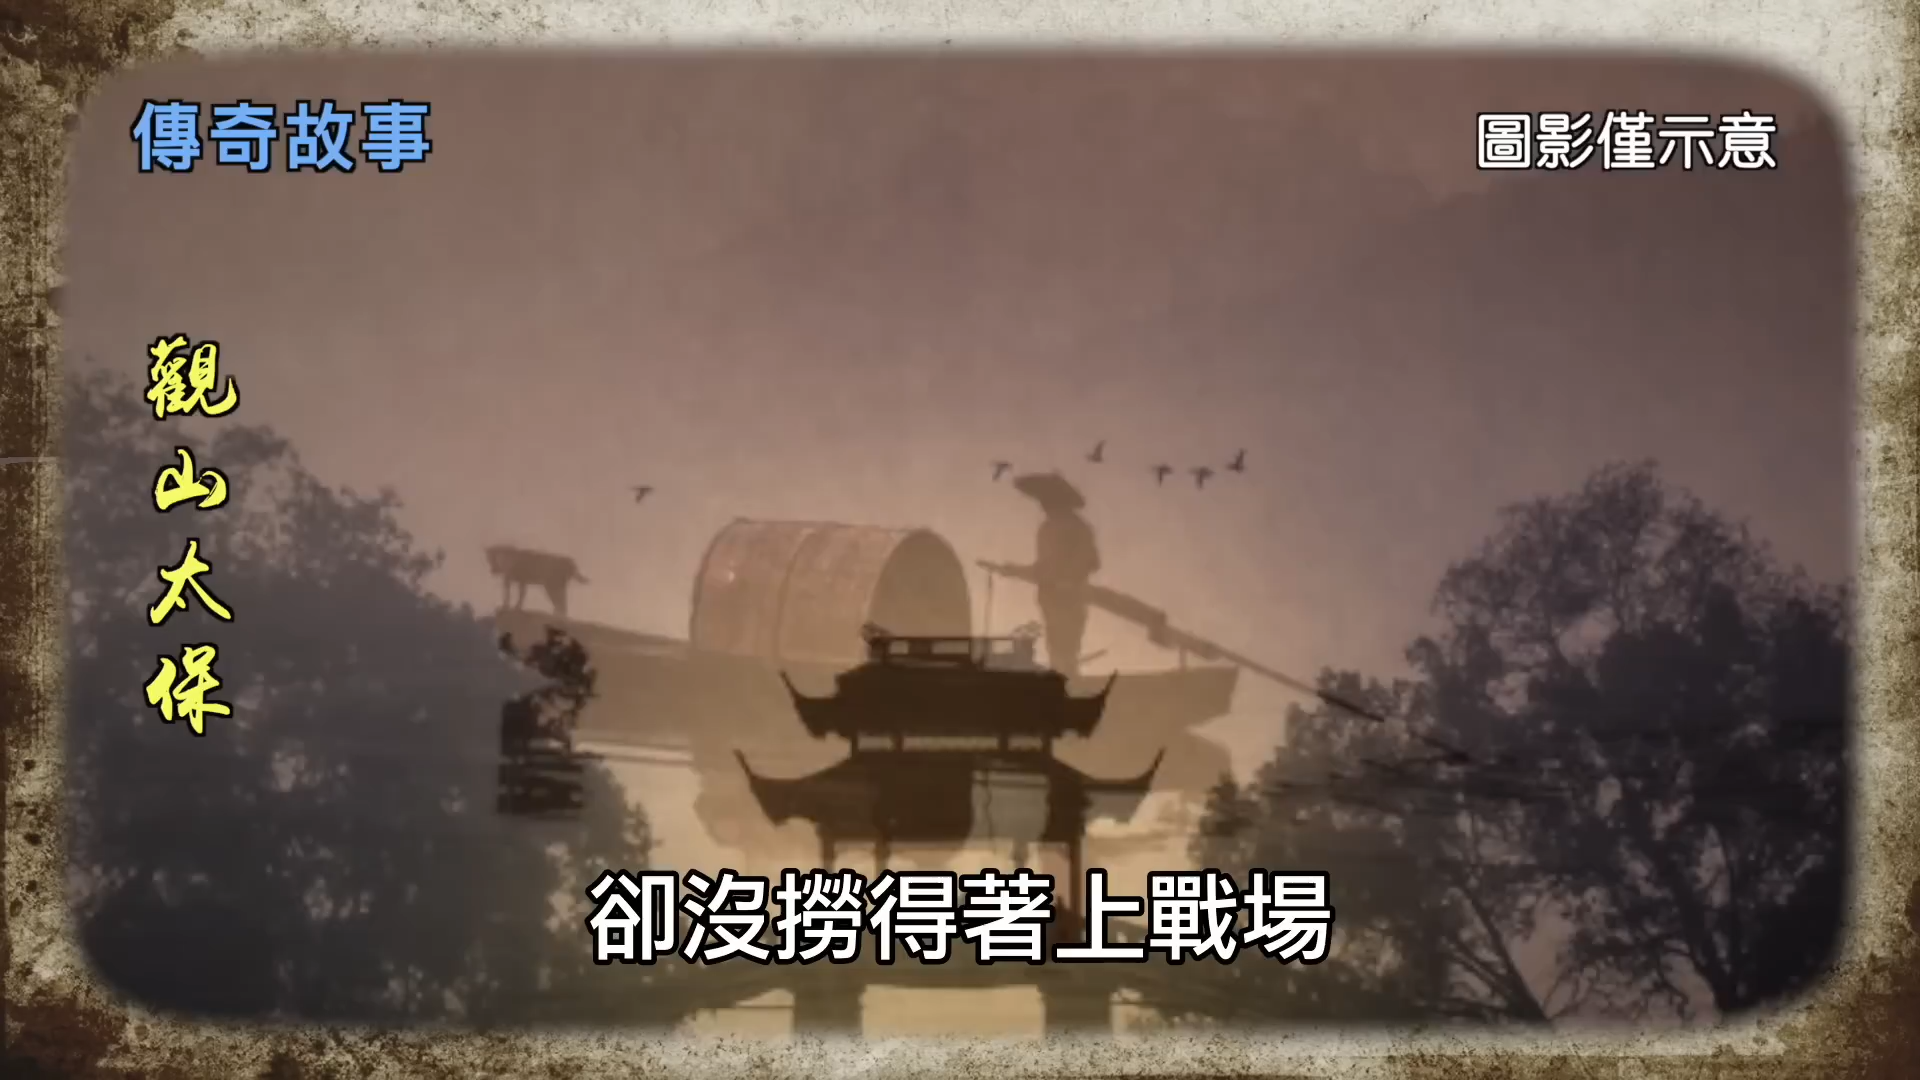 傳奇故事
圖影僅示意
觀山太保
卻沒撈得著上戰場